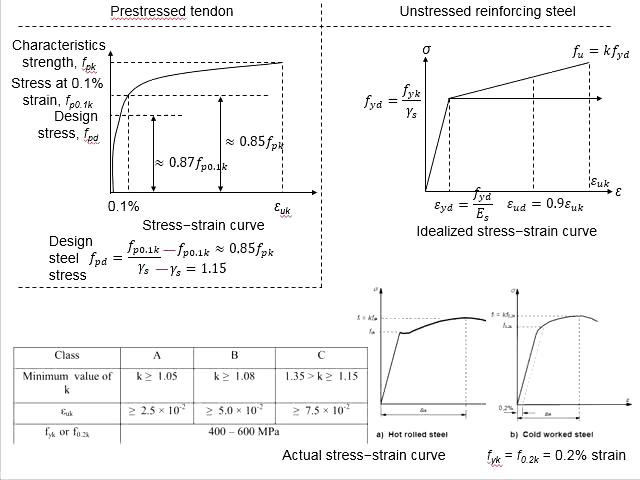 Prestressed tendon
Unstressed reinforcing steel
Characteristics
strength, fpk
Stress at 0.1%
strain, fp0.1k
Design
stress, fpd
≈ 0.85fpk
≈ 0.87fp0.1k
0.1%
εuk
Stress–strain curve
Design
steel
stress
fpd = fp0.1k/γs — fp0.1k ≈ 0.85fpk
— γs = 1.15
σ
fu = kfyd
fyd = fyk/γs
εuk
ε
εyd = fyd/Es
εud = 0.9εuk
Idealized stress–strain curve
Class A B C
Minimum value of k ≥ 1.05 k ≥ 1.08 1.35 > k ≥ 1.15
k
εuk ≥ 2.5 × 10⁻² ≥ 5.0 × 10⁻² ≥ 7.5 × 10⁻²
fyk or f0.2k 400 – 600 MPa
σ
σ
0.2%
ε
a) Hot rolled steel
b) Cold worked steel
Actual stress–strain curve
fyk = f0.2k = 0.2% strain